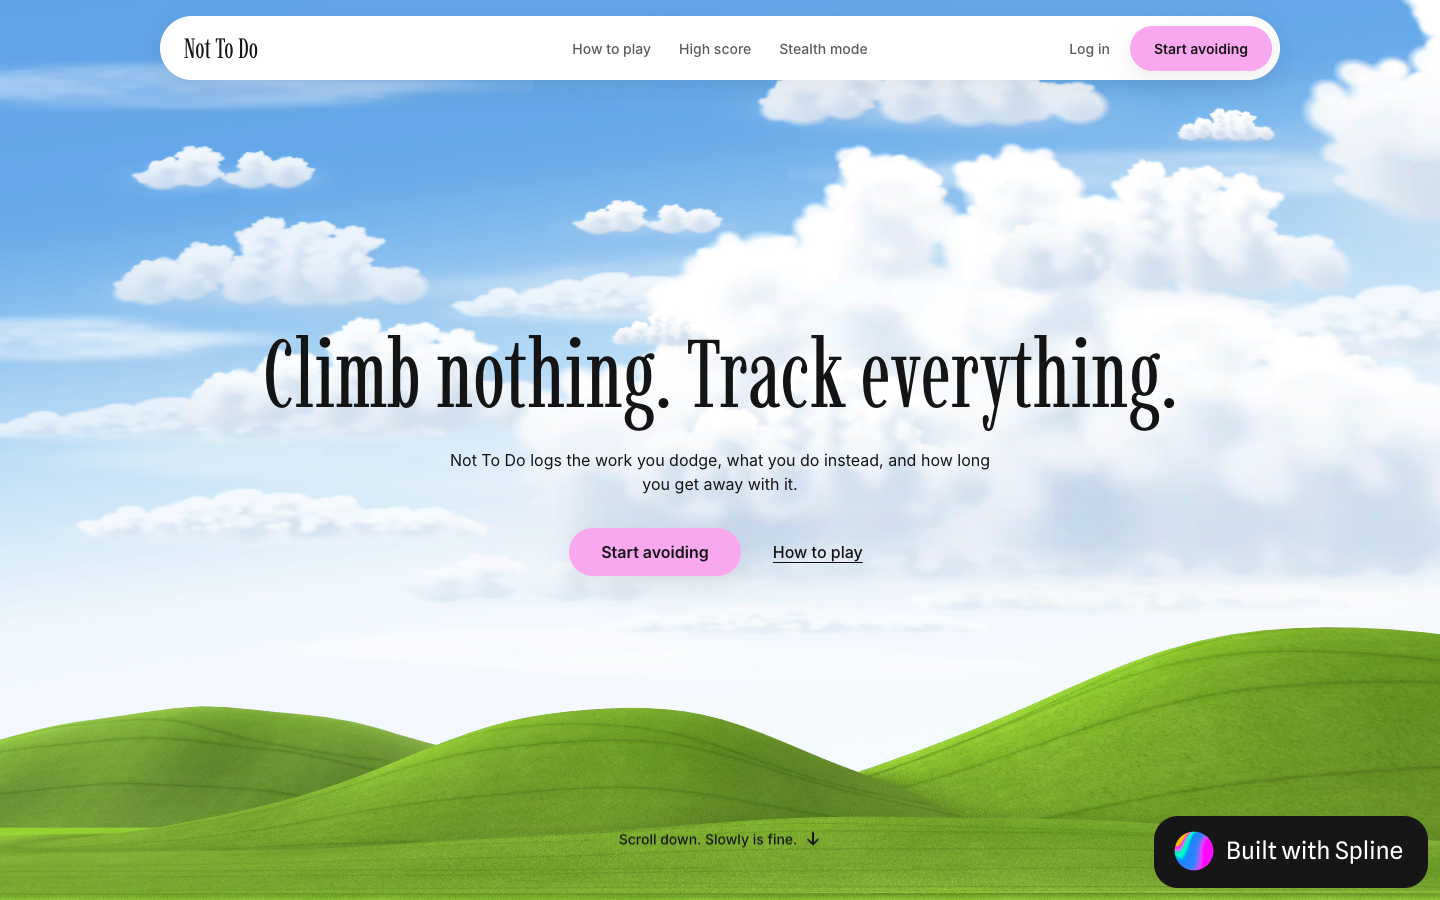 Not To Do
How to play
High score
Stealth mode
Log in
Start avoiding
Climb nothing. Track everything.
Not To Do logs the work you dodge, what you do instead, and how long
you get away with it.
Start avoiding
How to play
Scroll down. Slowly is fine.
Built with Spline